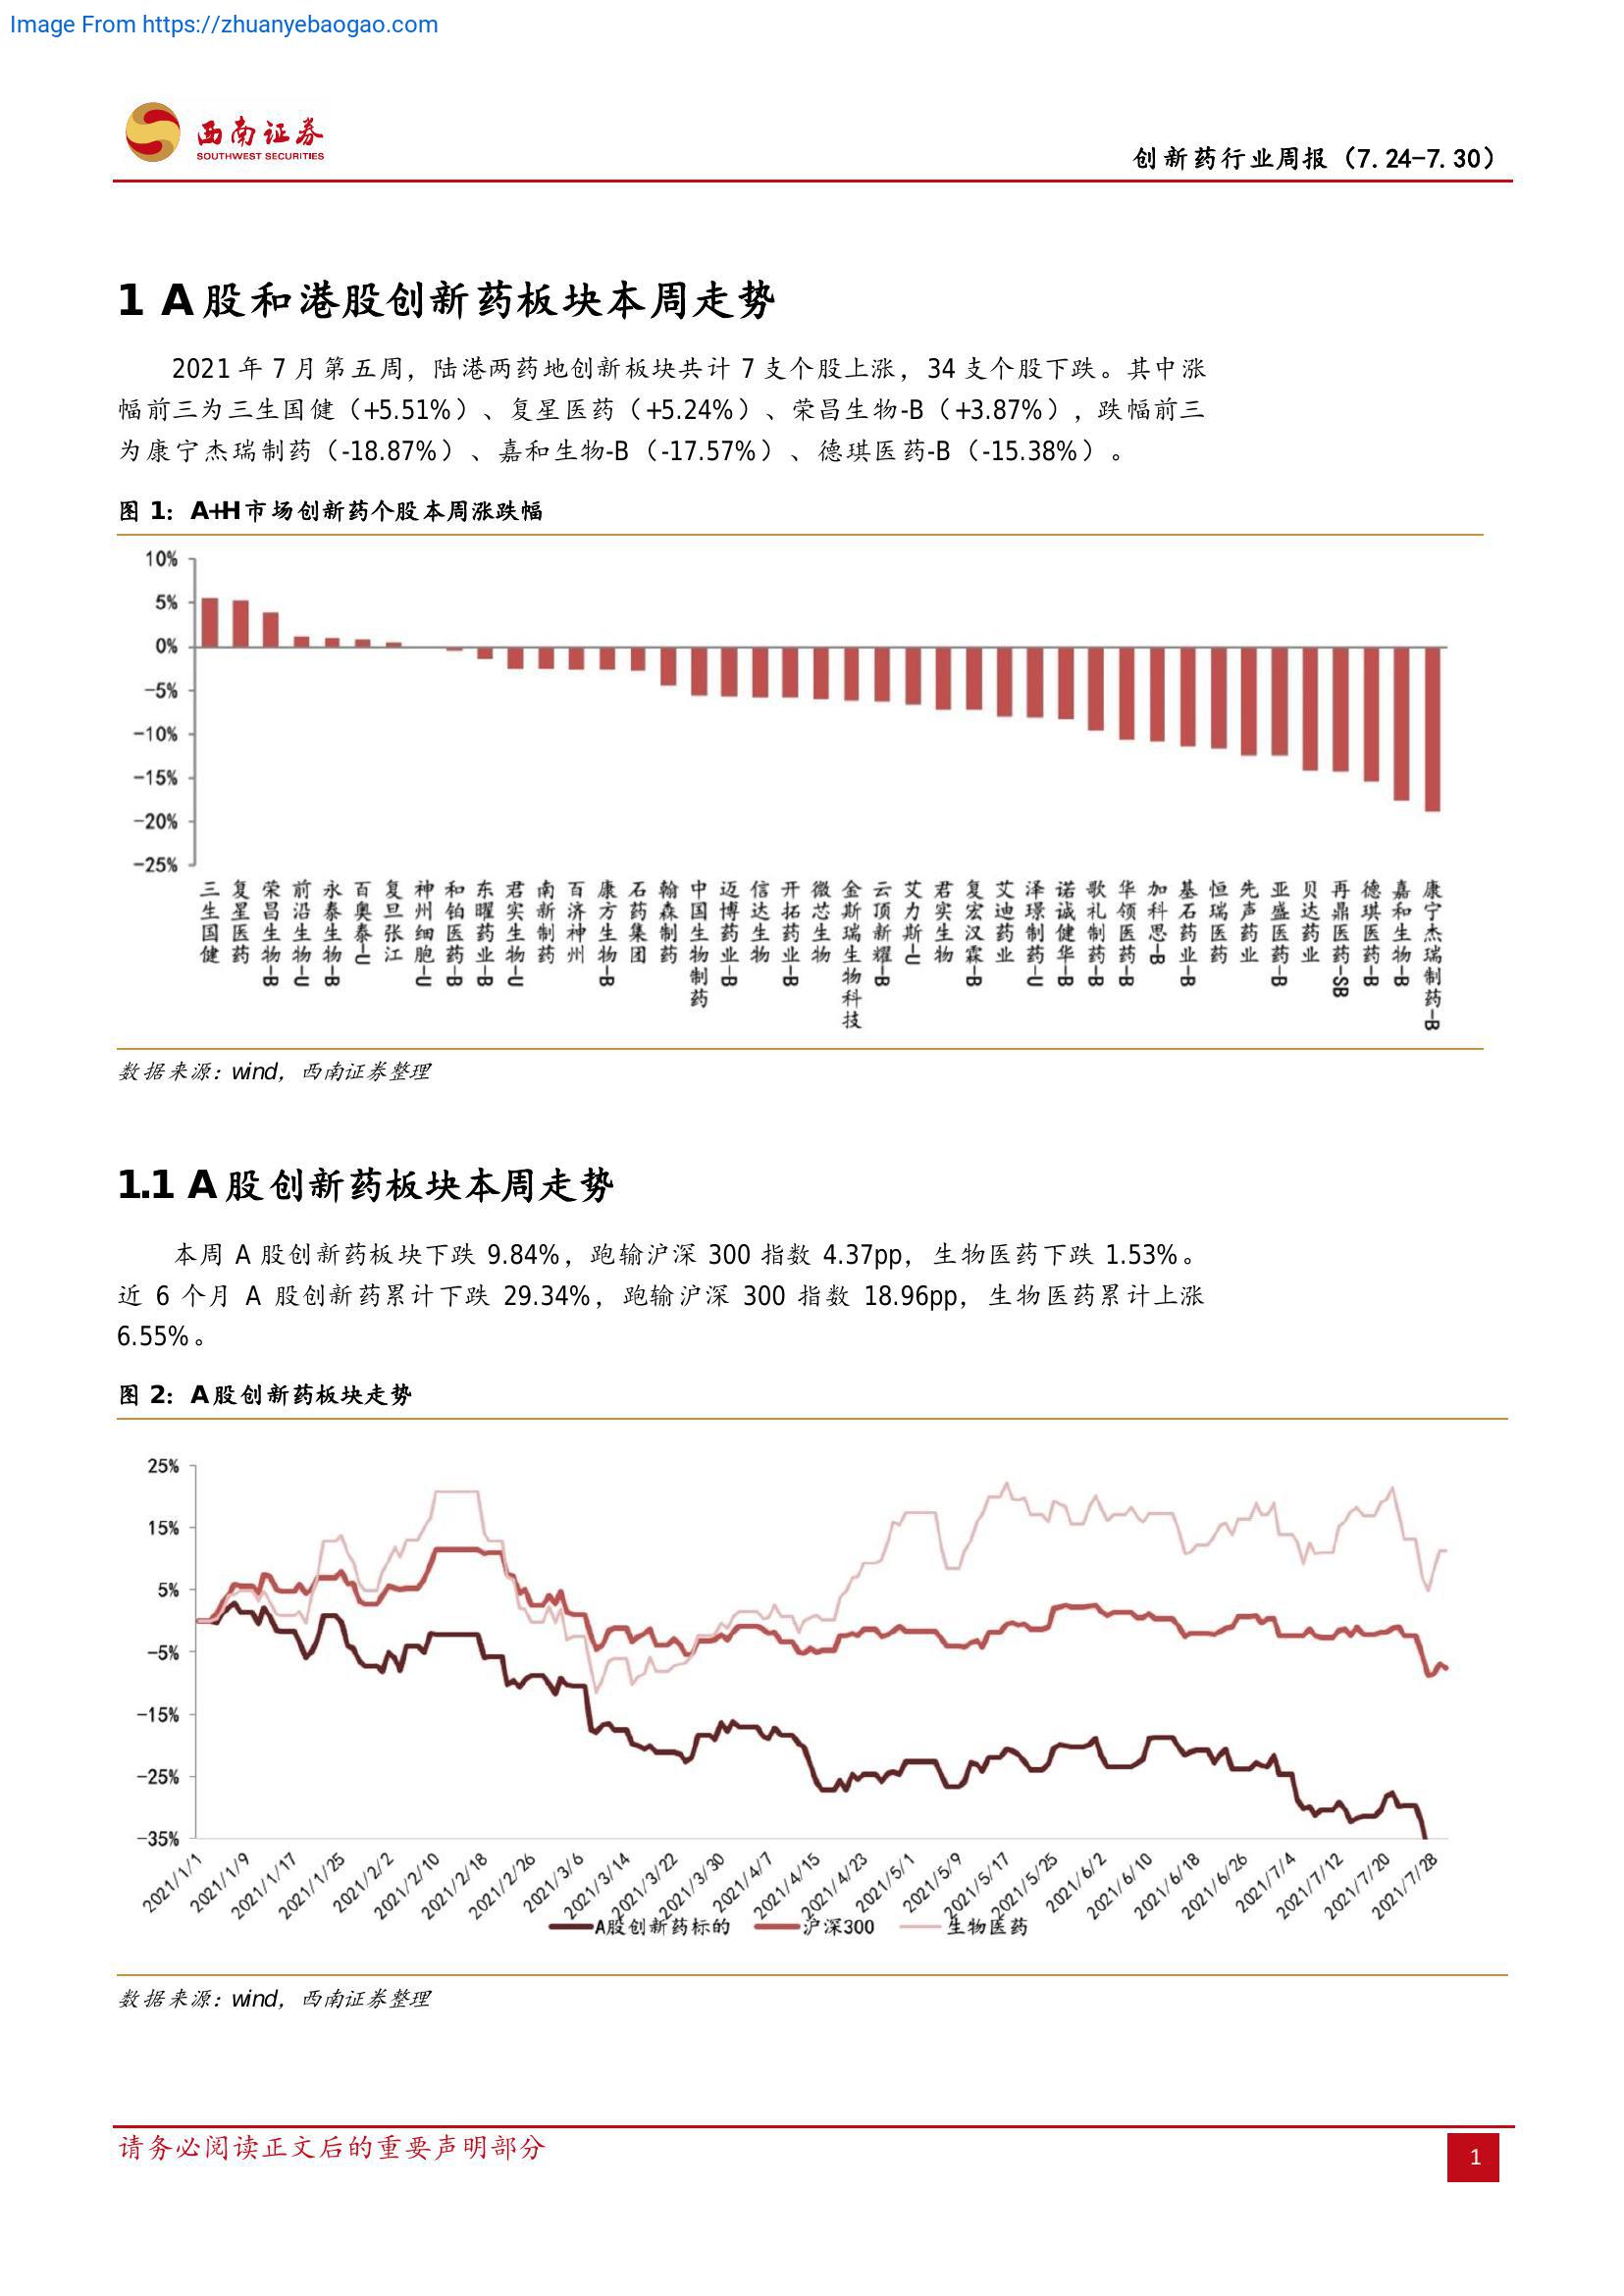 Image From https://zhuanyebaogao.com
西南证券
SOUTHWEST SECURITIES
创新药行业周报（7.24-7.30）
1 A股和港股创新药板块本周走势
2021年7月第五周，陆港两药地创新板块共计7支个股上涨，34支个股下跌。其中涨
幅前三为三生国健（+5.51%）、复星医药（+5.24%）、荣昌生物-B（+3.87%），跌幅前三
为康宁杰瑞制药（-18.87%）、嘉和生物-B（-17.57%）、德琪医药-B（-15.38%）。
图 1：A+H市场创新药个股本周涨跌幅
10%
5%
0%
-5%
-10%
-15%
-20%
-25%
三生国健
复星医药
荣昌生物-B
前沿生物-U
永泰生物-B
百奥泰-U
复旦张江
神州细胞-U
和铂医药-B
东曜药业-B
君实生物-U
南新制药
百济神州
康方生物-B
石药集团
翰森制药
中国生物制药
迈博药业-B
信达生物
开拓药业-B
微芯生物
金斯瑞生物科技
云顶新耀-B
艾力斯-U
君实生物
复宏汉霖-B
艾迪药业
泽璟制药-U
诺诚健华-B
歌礼制药-B
华领医药-B
加科思-B
基石药业-B
恒瑞医药
先声药业
亚盛医药-B
贝达药业
再鼎医药-SB
德琪医药-B
嘉和生物-B
康宁杰瑞制药-B
数据来源：wind，西南证券整理
1.1 A股创新药板块本周走势
本周 A 股创新药板块下跌 9.84%，跑输沪深 300 指数 4.37pp，生物医药下跌 1.53%。
近 6 个月 A 股创新药累计下跌 29.34%，跑输沪深 300 指数 18.96pp，生物医药累计上涨
6.55%。
图 2：A股创新药板块走势
25%
15%
5%
-5%
-15%
-25%
-35%
2021/1/1
2021/1/9
2021/1/17
2021/1/25
2021/2/2
2021/2/10
2021/2/18
2021/2/26
2021/3/6
2021/3/14
2021/3/22
2021/3/30
2021/4/7
2021/4/15
2021/4/23
2021/5/1
2021/5/9
2021/5/17
2021/5/25
2021/6/2
2021/6/10
2021/6/18
2021/6/26
2021/7/4
2021/7/12
2021/7/20
2021/7/28
A股创新药标的
沪深300
生物医药
数据来源：wind，西南证券整理
请务必阅读正文后的重要声明部分
1